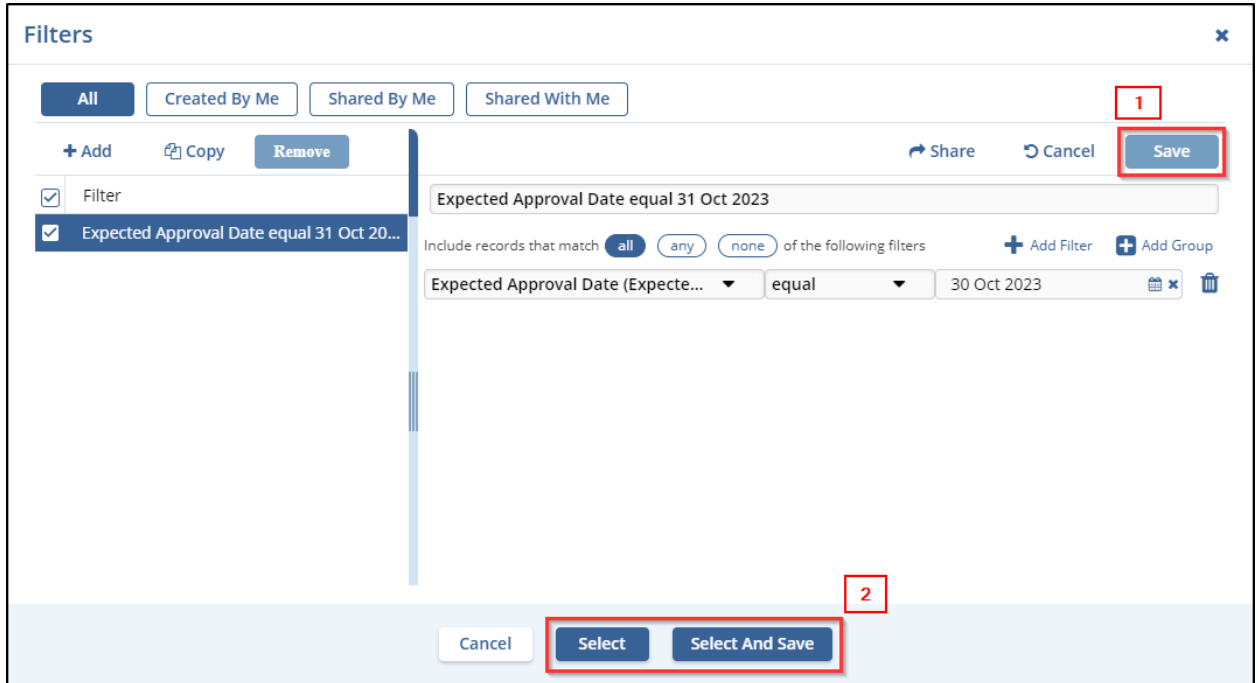 Filters
All Created By Me Shared By Me Shared With Me
1
Add Copy Remove Share Cancel Save
Filter
Expected Approval Date equal 31 Oct 2023
Expected Approval Date equal 31 Oct 20...
Include records that match all any none of the following filters Add Filter Add Group
Expected Approval Date (Expecte... equal 30 Oct 2023
2
Cancel Select Select And Save